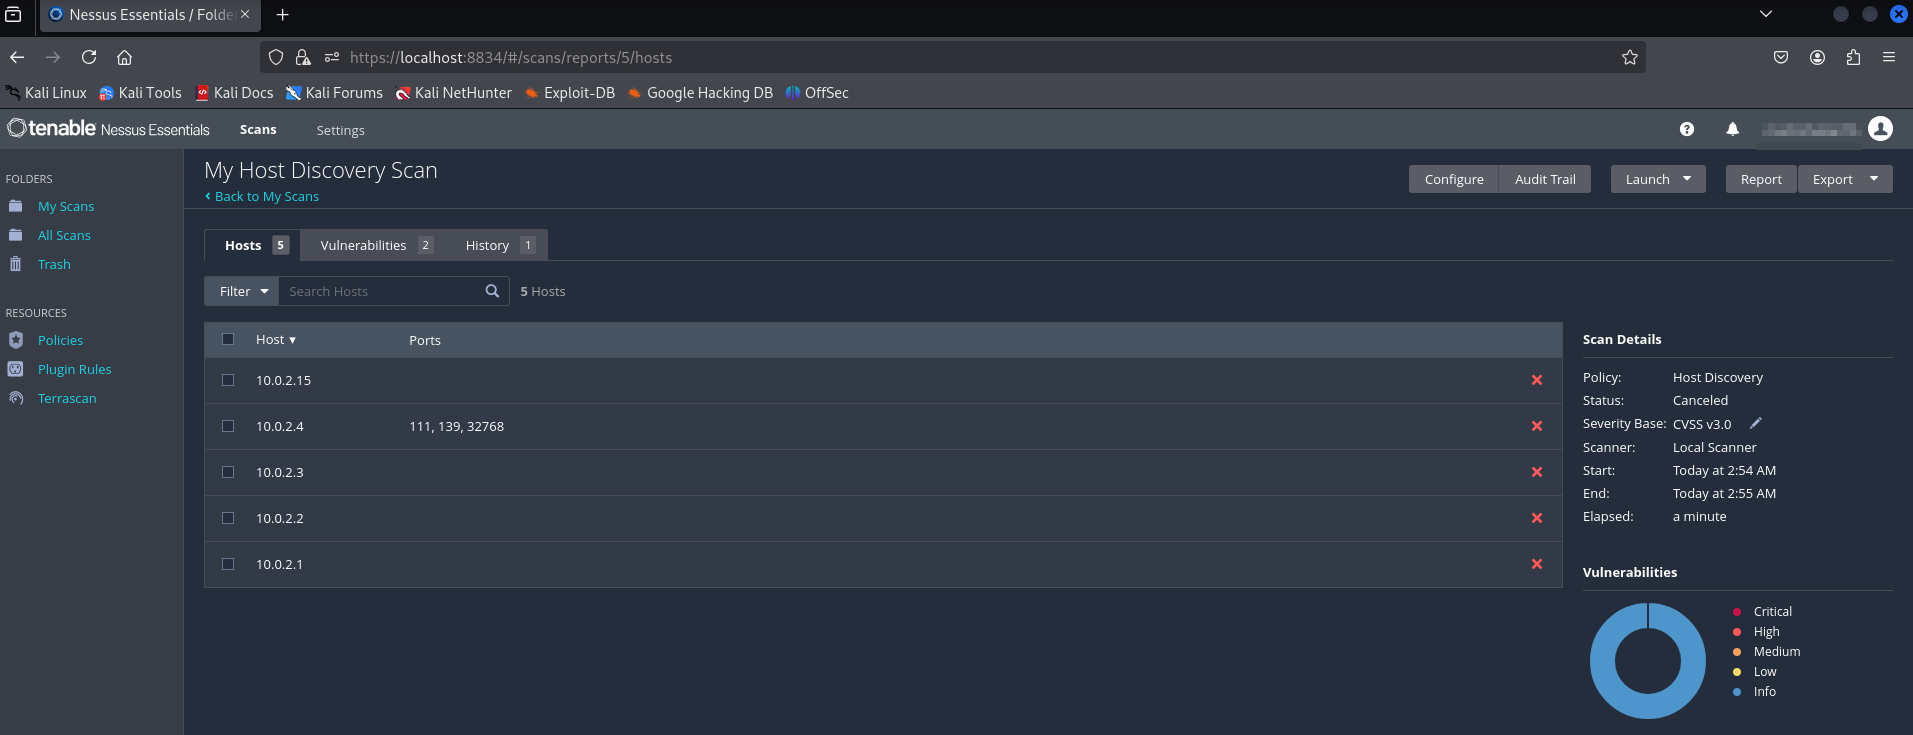 Nessus Essentials / Folde
https://localhost:8834/#/scans/reports/5/hosts
Kali Linux Kali Tools Kali Docs Kali Forums Kali NetHunter Exploit-DB Google Hacking DB OffSec
tenable Nessus Essentials Scans Settings
FOLDERS
My Scans
All Scans
Trash
RESOURCES
Policies
Plugin Rules
Terrascan
My Host Discovery Scan
Back to My Scans
Configure Audit Trail Launch Report Export
Hosts 5 Vulnerabilities 2 History 1
Filter Search Hosts 5 Hosts
Host Ports
10.0.2.15
10.0.2.4 111, 139, 32768
10.0.2.3
10.0.2.2
10.0.2.1
Scan Details
Policy: Host Discovery
Status: Canceled
Severity Base: CVSS v3.0
Scanner: Local Scanner
Start: Today at 2:54 AM
End: Today at 2:55 AM
Elapsed: a minute
Vulnerabilities
Critical
High
Medium
Low
Info